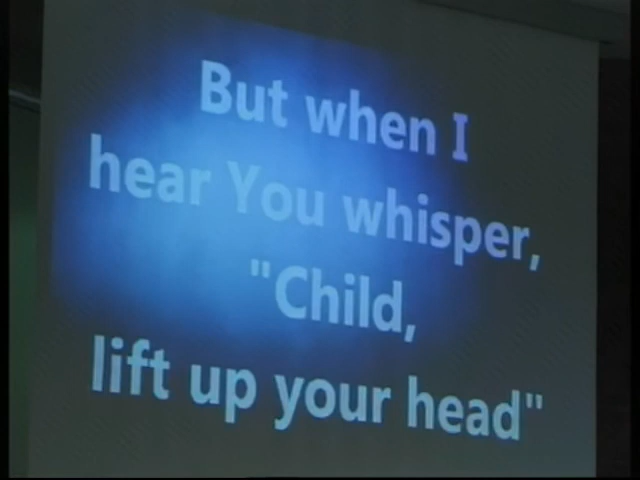 But when I
hear You whisper,
"Child,
lift up your head"